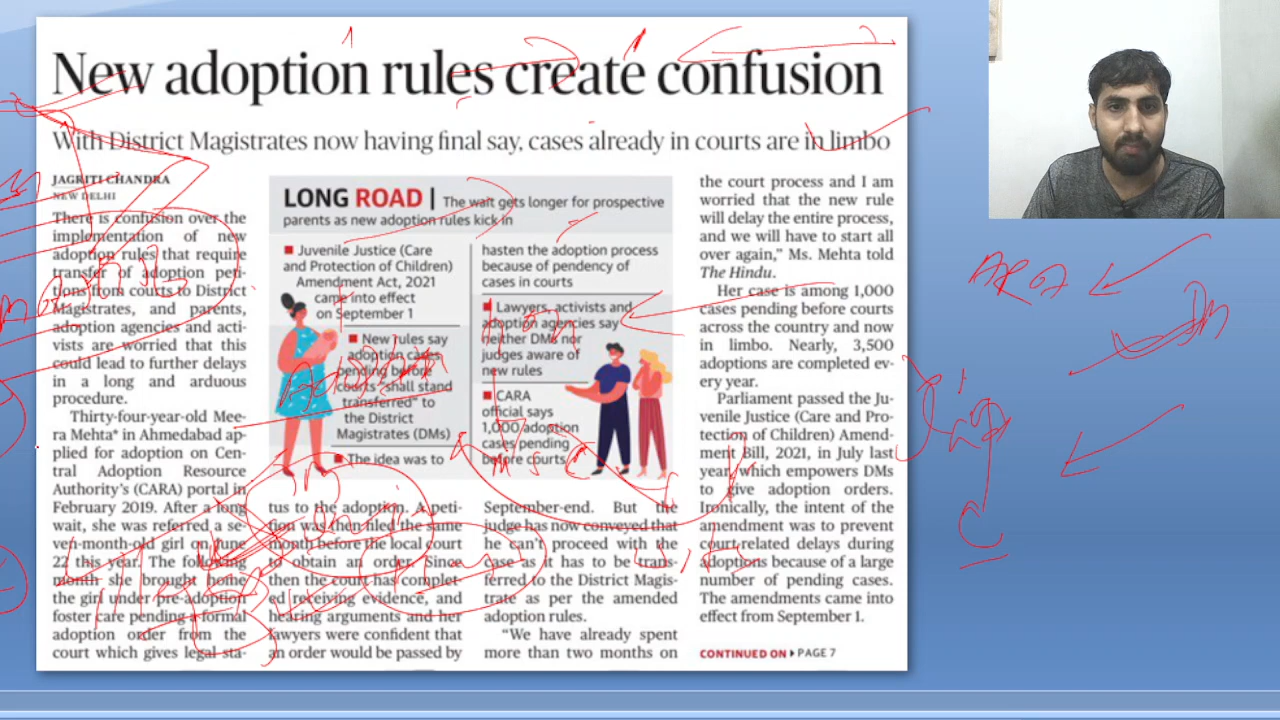 New adoption rules create confusion
With District Magistrates now having final say, cases already in courts are in limbo
JAGRITI CHANDRA
NEW DELHI
There is confusion over the
implementation of new
adoption rules that require
transfer of adoption peti-
tions from courts to District
Magistrates, and parents,
adoption agencies and acti-
vists are worried that this
could lead to further delays
in a long and arduous
procedure.
Thirty-four-year-old Mee-
ra Mehta* in Ahmedabad ap-
plied for adoption on Cen-
tral Adoption Resource
Authority's (CARA) portal in
February 2019. After a long
wait, she was referred a se-
ven-month-old girl on June
22 this year. The following
month she brought home
the girl under pre-adoption
foster care pending a formal
adoption order from the
court which gives legal sta-
LONG ROAD | The wait gets longer for prospective
parents as new adoption rules kick in
■ Juvenile Justice (Care
and Protection of Children)
Amendment Act, 2021
came into effect
on September 1
■ New rules say
adoption cases
pending before
courts "shall stand
transferred" to
the District
Magistrates (DMs)
■ The idea was to
hasten the adoption process
because of pendency of
cases in courts
■ Lawyers, activists and
adoption agencies say
neither DMs nor
judges aware of
new rules
■ CARA
official says
1,000 adoption
cases pending
before courts
tus to the adoption. A peti-
tion was then filed the same
month before the local court
to obtain an order. Since
then the court has complet-
ed receiving evidence, and
hearing arguments and her
lawyers were confident that
an order would be passed by
September-end. But the
judge has now conveyed that
he can't proceed with the
case as it has to be trans-
ferred to the District Magis-
trate as per the amended
adoption rules.
"We have already spent
more than two months on
the court process and I am
worried that the new rule
will delay the entire process,
and we will have to start all
over again," Ms. Mehta told
The Hindu.
Her case is among 1,000
cases pending before courts
across the country and now
in limbo. Nearly, 3,500
adoptions are completed ev-
ery year.
Parliament passed the Ju-
venile Justice (Care and Pro-
tection of Children) Amend-
ment Bill, 2021, in July last
year, which empowers DMs
to give adoption orders.
Ironically, the intent of the
amendment was to prevent
court-related delays during
adoptions because of a large
number of pending cases.
The amendments came into
effect from September 1.
CONTINUED ON ▸ PAGE 7
DM